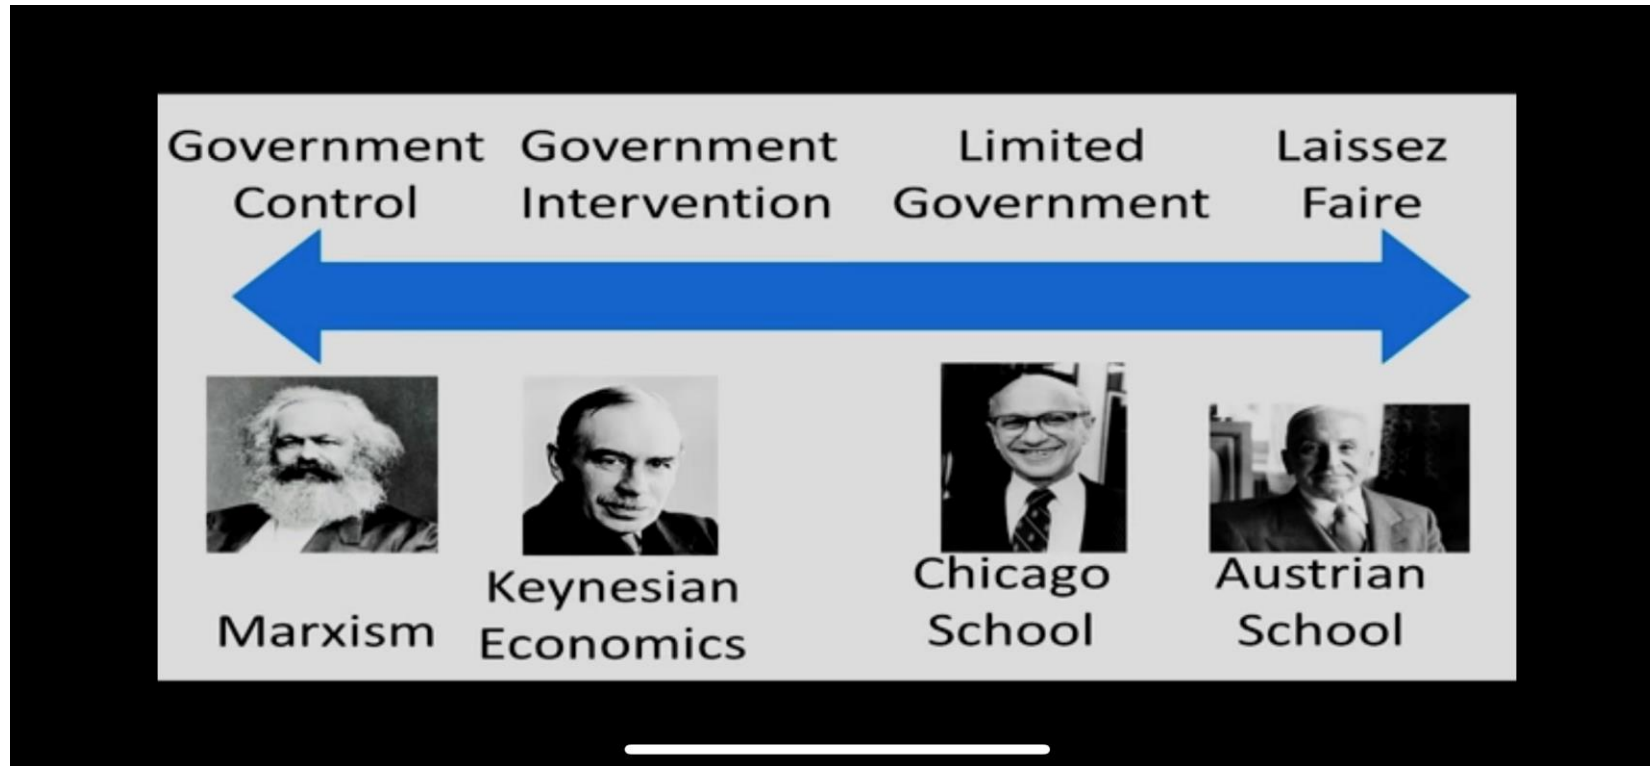 Government
Control
Government
Intervention
Limited
Government
Laissez
Faire
Marxism
Keynesian
Economics
Chicago
School
Austrian
School